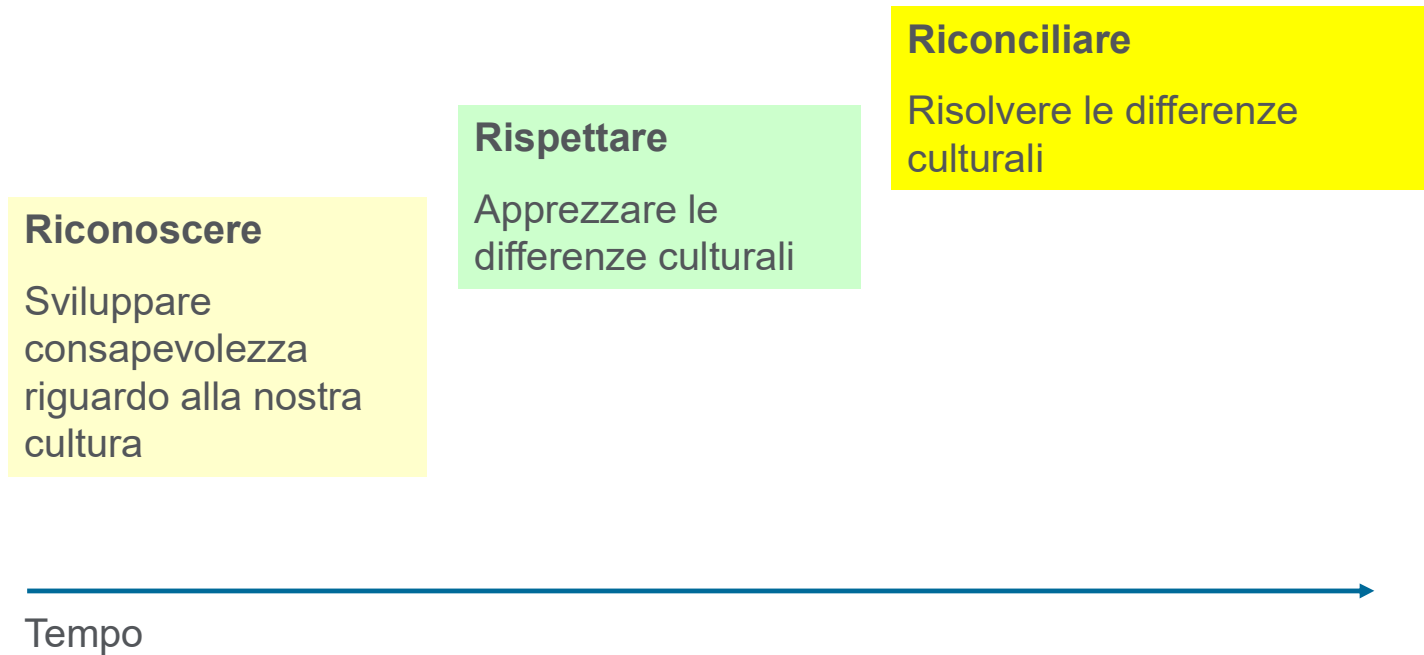 Riconoscere
Sviluppare
consapevolezza
riguardo alla nostra
cultura
Rispettare
Apprezzare le
differenze culturali
Riconciliare
Risolvere le differenze
culturali
Tempo